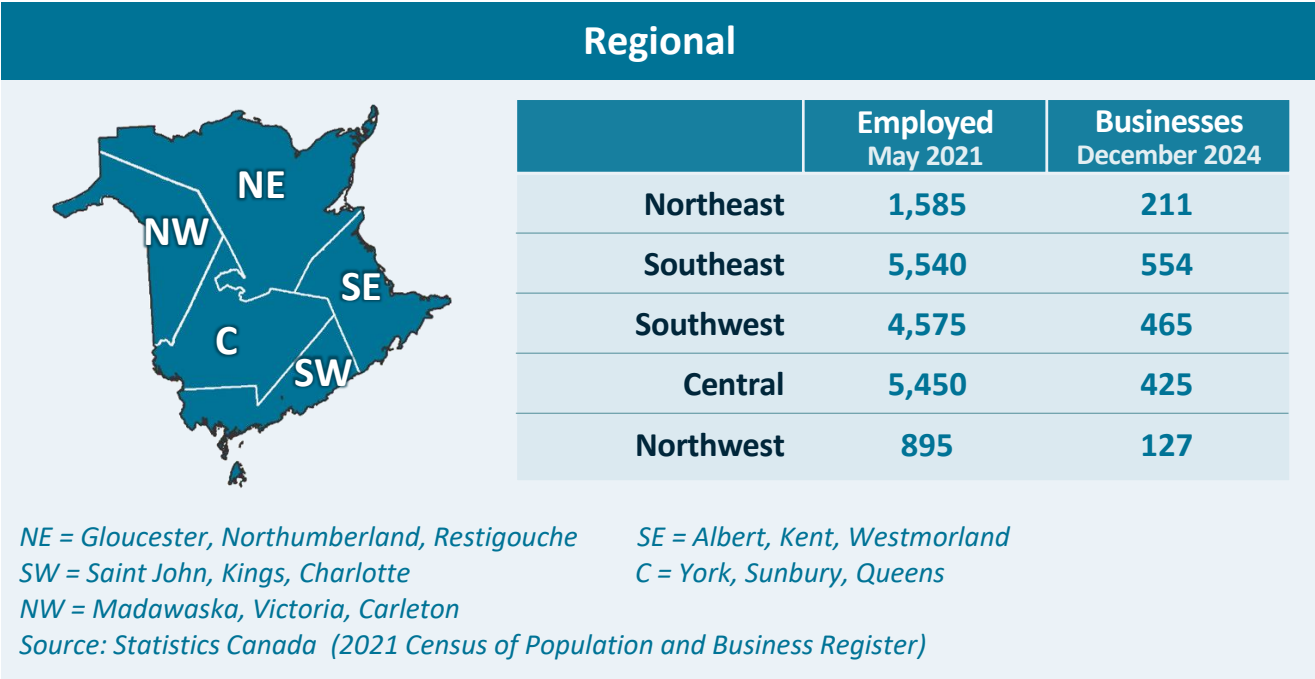 Regional
NE
NW
SE
C
SW
Employed Businesses
May 2021 December 2024
Northeast 1,585 211
Southeast 5,540 554
Southwest 4,575 465
Central 5,450 425
Northwest 895 127
NE = Gloucester, Northumberland, Restigouche SE = Albert, Kent, Westmorland
SW = Saint John, Kings, Charlotte C = York, Sunbury, Queens
NW = Madawaska, Victoria, Carleton
Source: Statistics Canada (2021 Census of Population and Business Register)